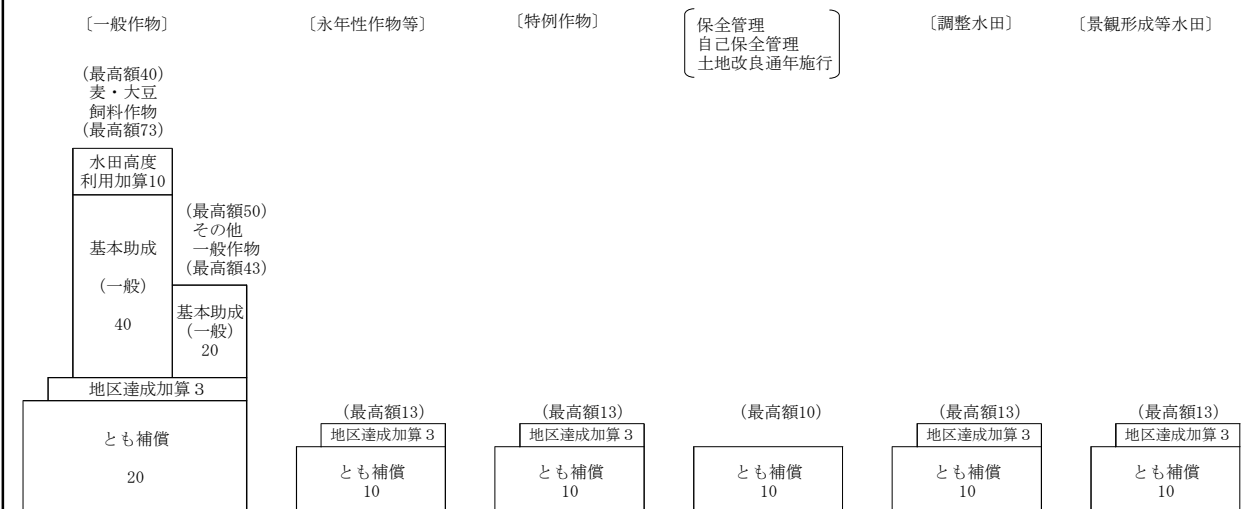 〔一般作物〕
〔永年性作物等〕
〔特例作物〕
保全管理
自己保全管理
土地改良通年施行
〔調整水田〕
〔景観形成等水田〕
(最高額40)
麦・大豆
飼料作物
(最高額73)
水田高度
利用加算10
基本助成
(一般)
40
(最高額50)
その他
一般作物
(最高額43)
基本助成
(一般)
20
地区達成加算３
とも補償
20
(最高額13)
地区達成加算３
とも補償
10
(最高額13)
地区達成加算３
とも補償
10
(最高額10)
とも補償
10
(最高額13)
地区達成加算３
とも補償
10
(最高額13)
地区達成加算３
とも補償
10